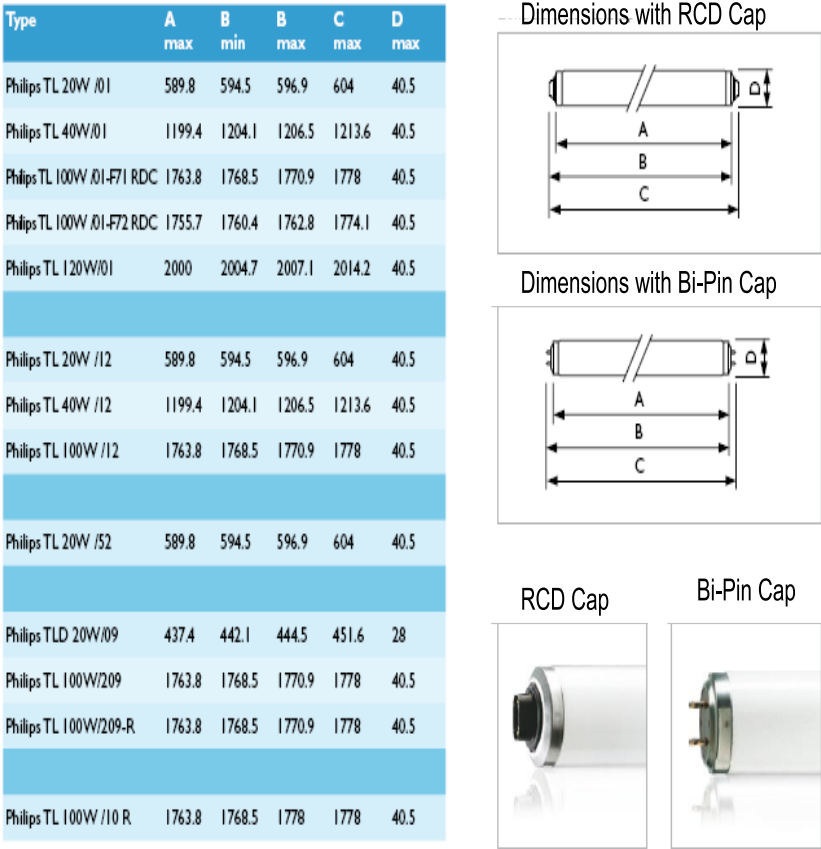 Type A B B C D
max min max max max
Philips TL 20W /01 589.8 594.5 596.9 604 40.5
Philips TL 40W/01 1199.4 1204.1 1206.5 1213.6 40.5
Philips TL 100W /01-F71 RDC 1763.8 1768.5 1770.9 1778 40.5
Philips TL 100W /01-F72 RDC 1755.7 1760.4 1762.8 1774.1 40.5
Philips TL 120W/01 2000 2004.7 2007.1 2014.2 40.5
Philips TL 20W /12 589.8 594.5 596.9 604 40.5
Philips TL 40W /12 1199.4 1204.1 1206.5 1213.6 40.5
Philips TL 100W /12 1763.8 1768.5 1770.9 1778 40.5
Philips TL 20W /52 589.8 594.5 596.9 604 40.5
Philips TLD 20W/09 437.4 442.1 444.5 451.6 28
Philips TL 100W/209 1763.8 1768.5 1770.9 1778 40.5
Philips TL 100W/209-R 1763.8 1768.5 1770.9 1778 40.5
Philips TL 100W /10 R 1763.8 1768.5 1778 1778 40.5
Dimensions with RCD Cap
D
A
B
C
Dimensions with Bi-Pin Cap
D
A
B
C
RCD Cap
Bi-Pin Cap